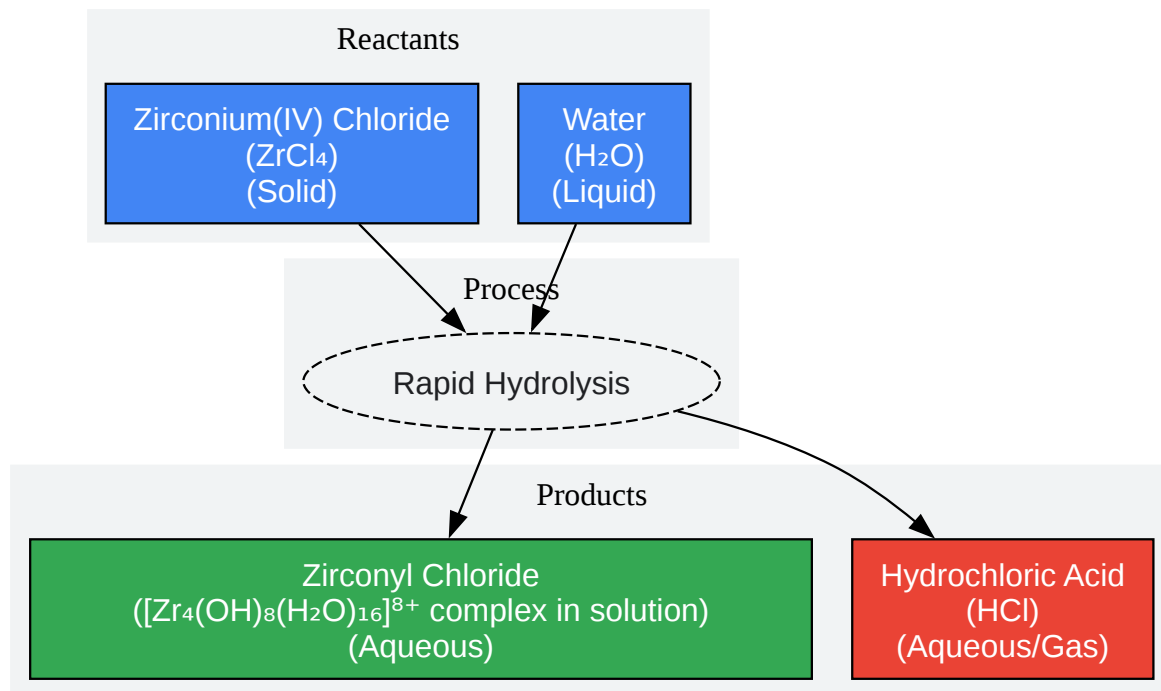 Reactants
Zirconium(IV) Chloride
(ZrCl₄)
(Solid)
Water
(H₂O)
(Liquid)
Process
Rapid Hydrolysis
Products
Zirconyl Chloride
([Zr₄(OH)₈(H₂O)₁₆]⁸⁺ complex in solution)
(Aqueous)
Hydrochloric Acid
(HCl)
(Aqueous/Gas)